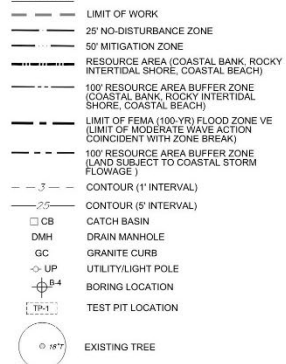 LIMIT OF WORK
25' NO-DISTURBANCE ZONE
50' MITIGATION ZONE
RESOURCE AREA (COASTAL BANK, ROCKY
INTERTIDAL SHORE, COASTAL BEACH)
100' RESOURCE AREA BUFFER ZONE
(COASTAL BANK, ROCKY INTERTIDAL
SHORE, COASTAL BEACH)
LIMIT OF FEMA (100-YR) FLOOD ZONE VE
(LIMIT OF MODERATE WAVE ACTION
COINCIDENT WITH ZONE BREAK)
100' RESOURCE AREA BUFFER ZONE
(LAND SUBJECT TO COASTAL STORM
FLOWAGE )
3 CONTOUR (1' INTERVAL)
25 CONTOUR (5' INTERVAL)
CB CATCH BASIN
DMH DRAIN MANHOLE
GC GRANITE CURB
UP UTILITY/LIGHT POLE
B-4 BORING LOCATION
TP-1 TEST PIT LOCATION
18"T EXISTING TREE